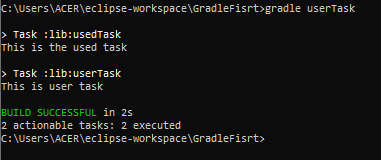 C:\Users\ACER\eclipse-workspace\GradleFisrt>gradle userTask
> Task :lib:usedTask
This is the used task
> Task :lib:userTask
This is user task
BUILD SUCCESSFUL in 2s
2 actionable tasks: 2 executed
C:\Users\ACER\eclipse-workspace\GradleFisrt>